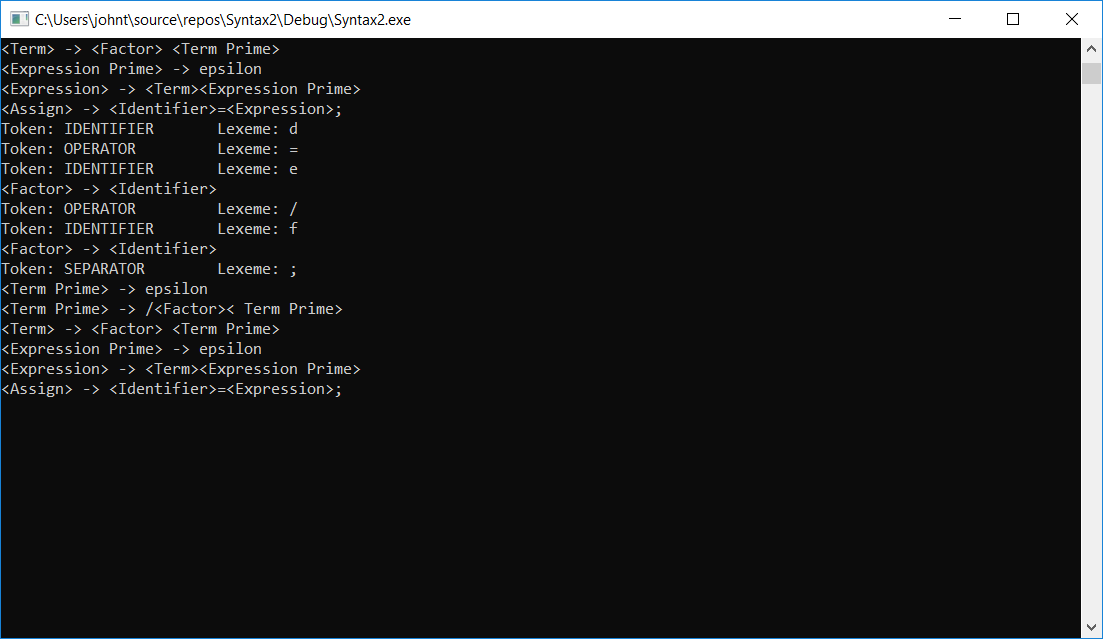 C:\Users\johnt\source\repos\Syntax2\Debug\Syntax2.exe
<Term> -> <Factor> <Term Prime>
<Expression Prime> -> epsilon
<Expression> -> <Term><Expression Prime>
<Assign> -> <Identifier>=<Expression>;
Token: IDENTIFIER       Lexeme: d
Token: OPERATOR         Lexeme: =
Token: IDENTIFIER       Lexeme: e
<Factor> -> <Identifier>
Token: OPERATOR         Lexeme: /
Token: IDENTIFIER       Lexeme: f
<Factor> -> <Identifier>
Token: SEPARATOR        Lexeme: ;
<Term Prime> -> epsilon
<Term Prime> -> /<Factor>< Term Prime>
<Term> -> <Factor> <Term Prime>
<Expression Prime> -> epsilon
<Expression> -> <Term><Expression Prime>
<Assign> -> <Identifier>=<Expression>;